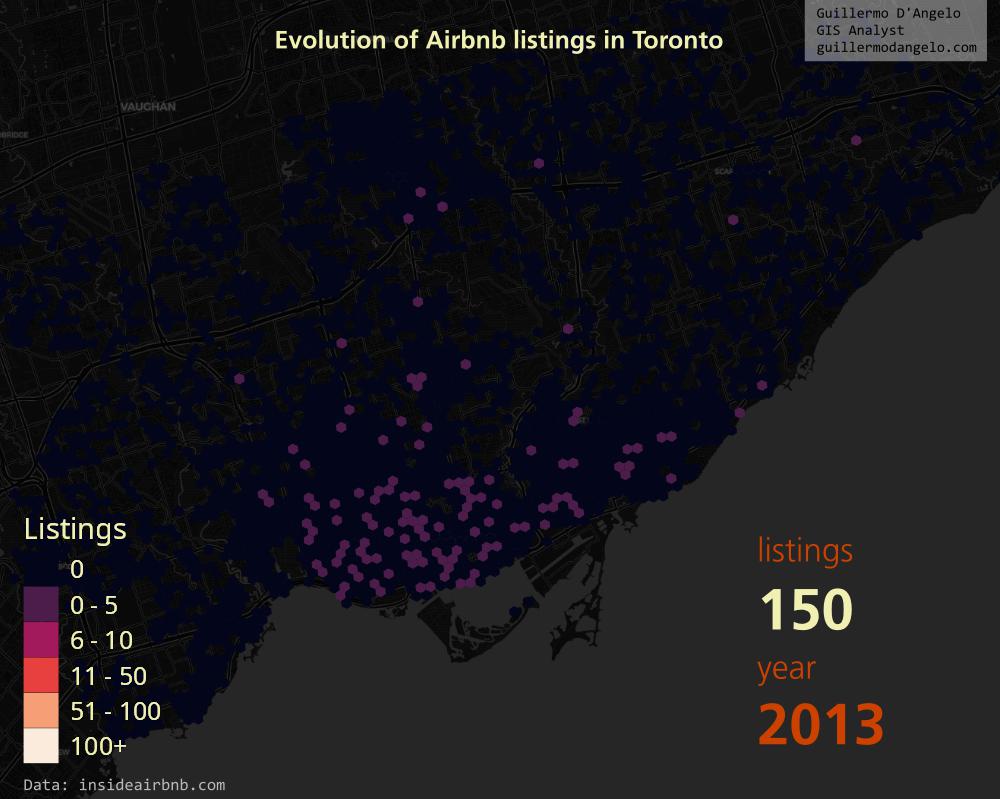 Evolution of Airbnb listings in Toronto
Guillermo D'Angelo
GIS Analyst
guillermodangelo.com
VAUGHAN
Listings
0
0 - 5
6 - 10
11 - 50
51 - 100
100+
listings
150
year
2013
Data: insideairbnb.com